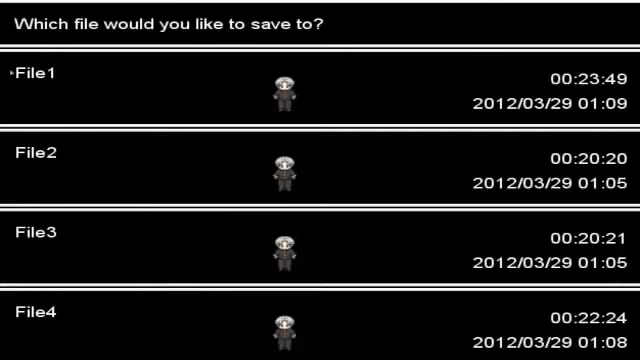 Which file would you like to save to?
File1
00:23:49
2012/03/29 01:09
File2
00:20:20
2012/03/29 01:05
File3
00:20:21
2012/03/29 01:05
File4
00:22:24
2012/03/29 01:08